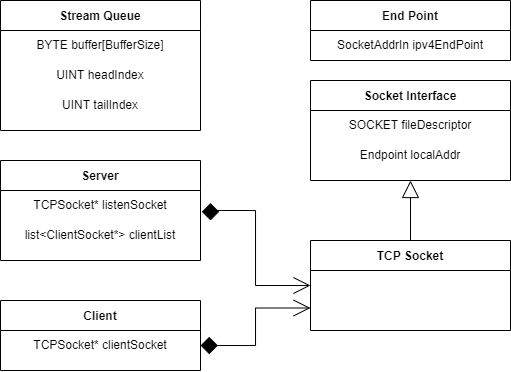 Stream Queue
BYTE buffer[BufferSize]
UINT headIndex
UINT tailIndex
End Point
SocketAddrIn ipv4EndPoint
Socket Interface
SOCKET fileDescriptor
Endpoint localAddr
Server
TCPSocket* listenSocket
list<ClientSocket*> clientList
TCP Socket
Client
TCPSocket* clientSocket